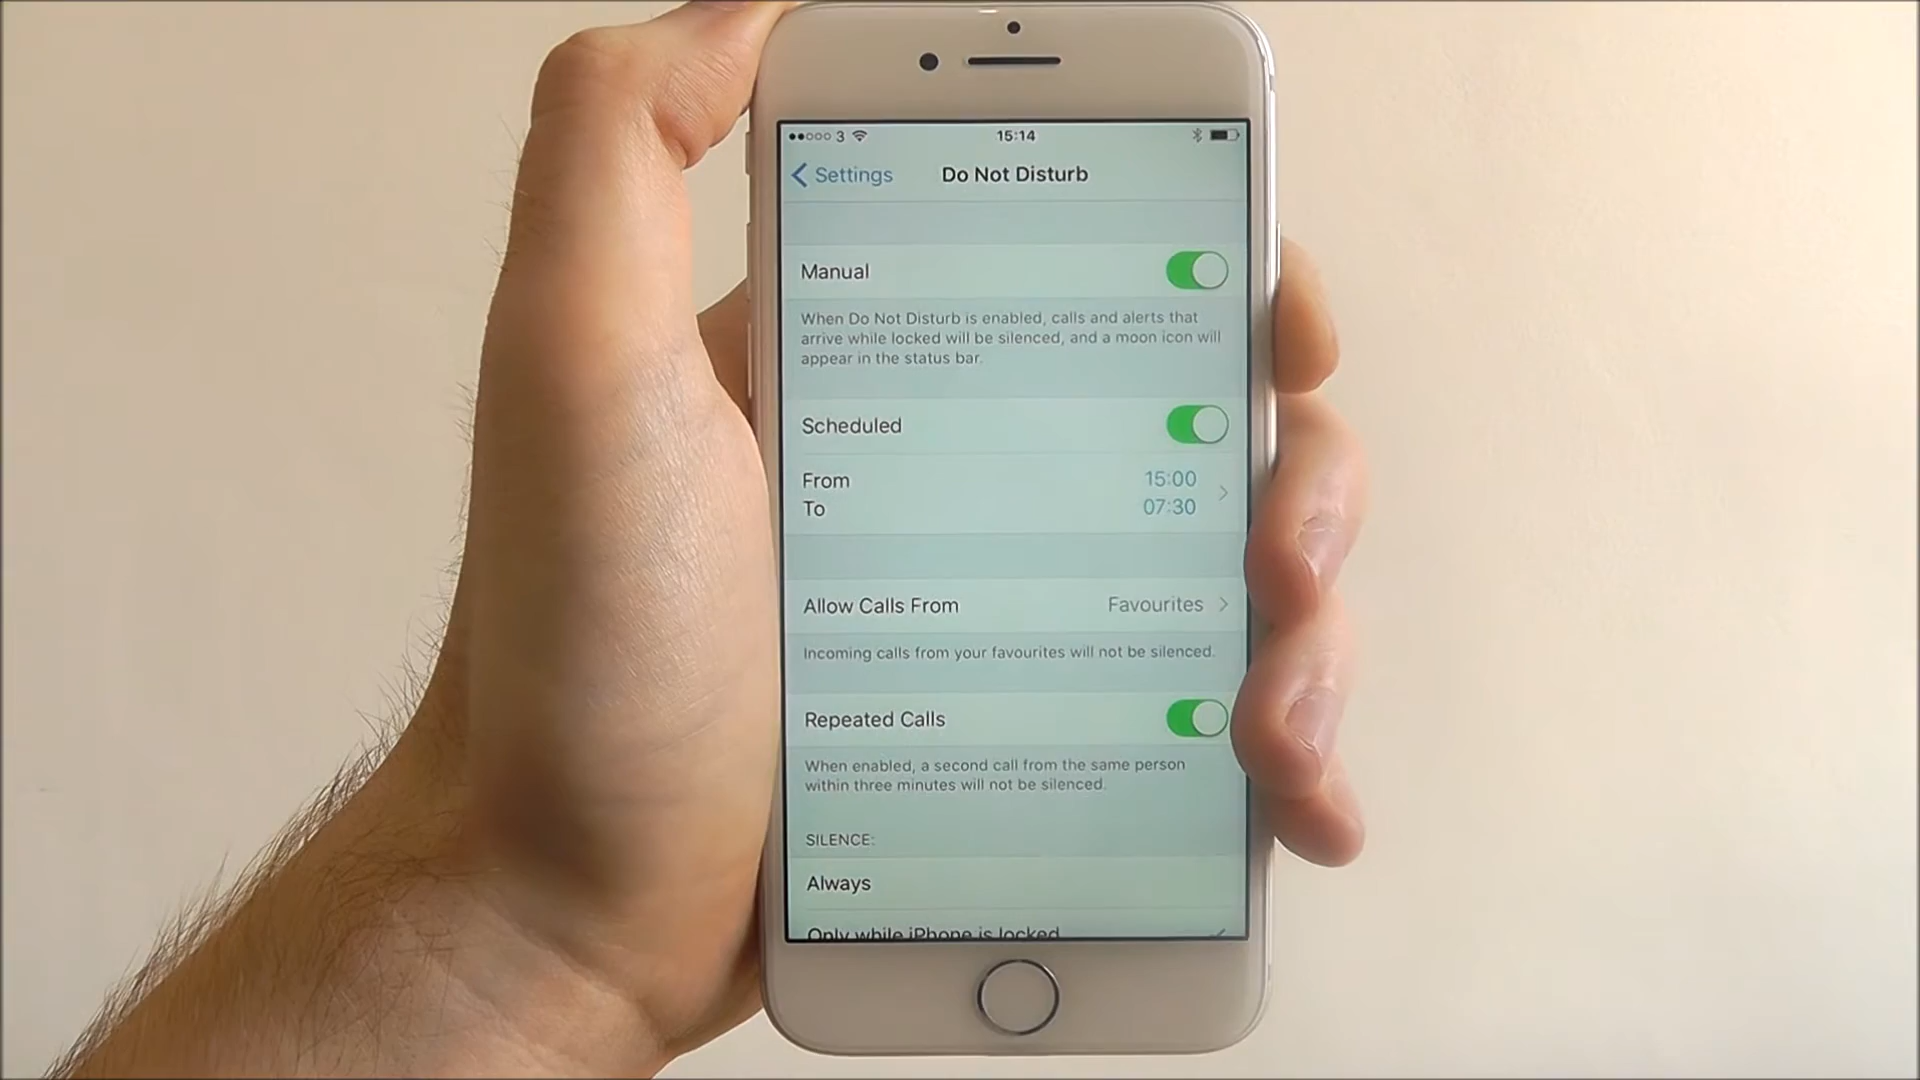 3 15:14
Settings Do Not Disturb
Manual
When Do Not Disturb is enabled, calls and alerts that
arrive while locked will be silenced, and a moon icon will
appear in the status bar.
Scheduled
From 15:00
To 07:30
Allow Calls From Favourites
Incoming calls from your favourites will not be silenced.
Repeated Calls
When enabled, a second call from the same person
within three minutes will not be silenced.
SILENCE:
Always
Only while iPhone is locked